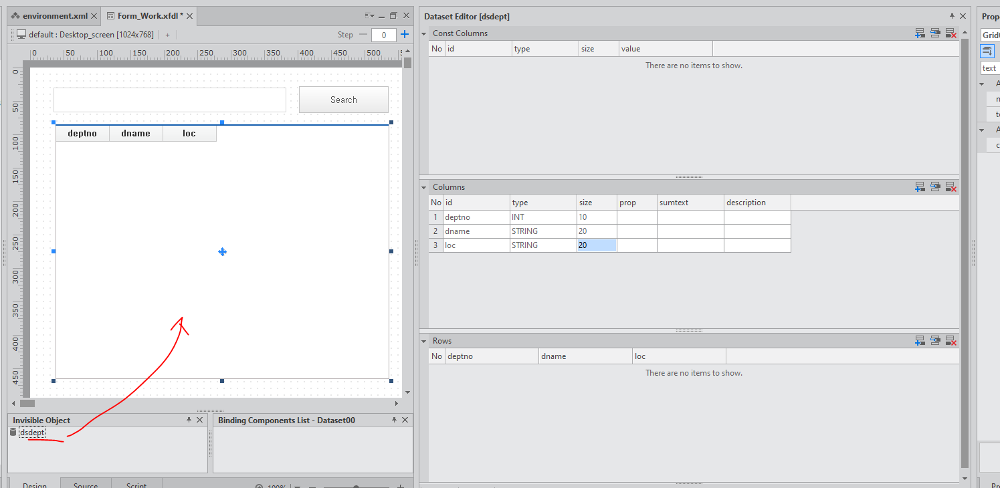 environment.xml
Form_Work.xfdl *
default : Desktop_screen [1024x768] +
Step 0
0 50 100 150 200 250 300 350 400 450 500
0
50
100
150
200
250
300
350
400
450
Search
deptno dname loc
Invisible Object
dsdept
Binding Components List - Dataset00
Design Source Script 100%
Dataset Editor [dsdept]
Const Columns
No id type size value
There are no items to show.
Columns
No id type size prop sumtext description
1 deptno INT 10
2 dname STRING 20
3 loc STRING 20
Rows
No deptno dname loc
There are no items to show.
text